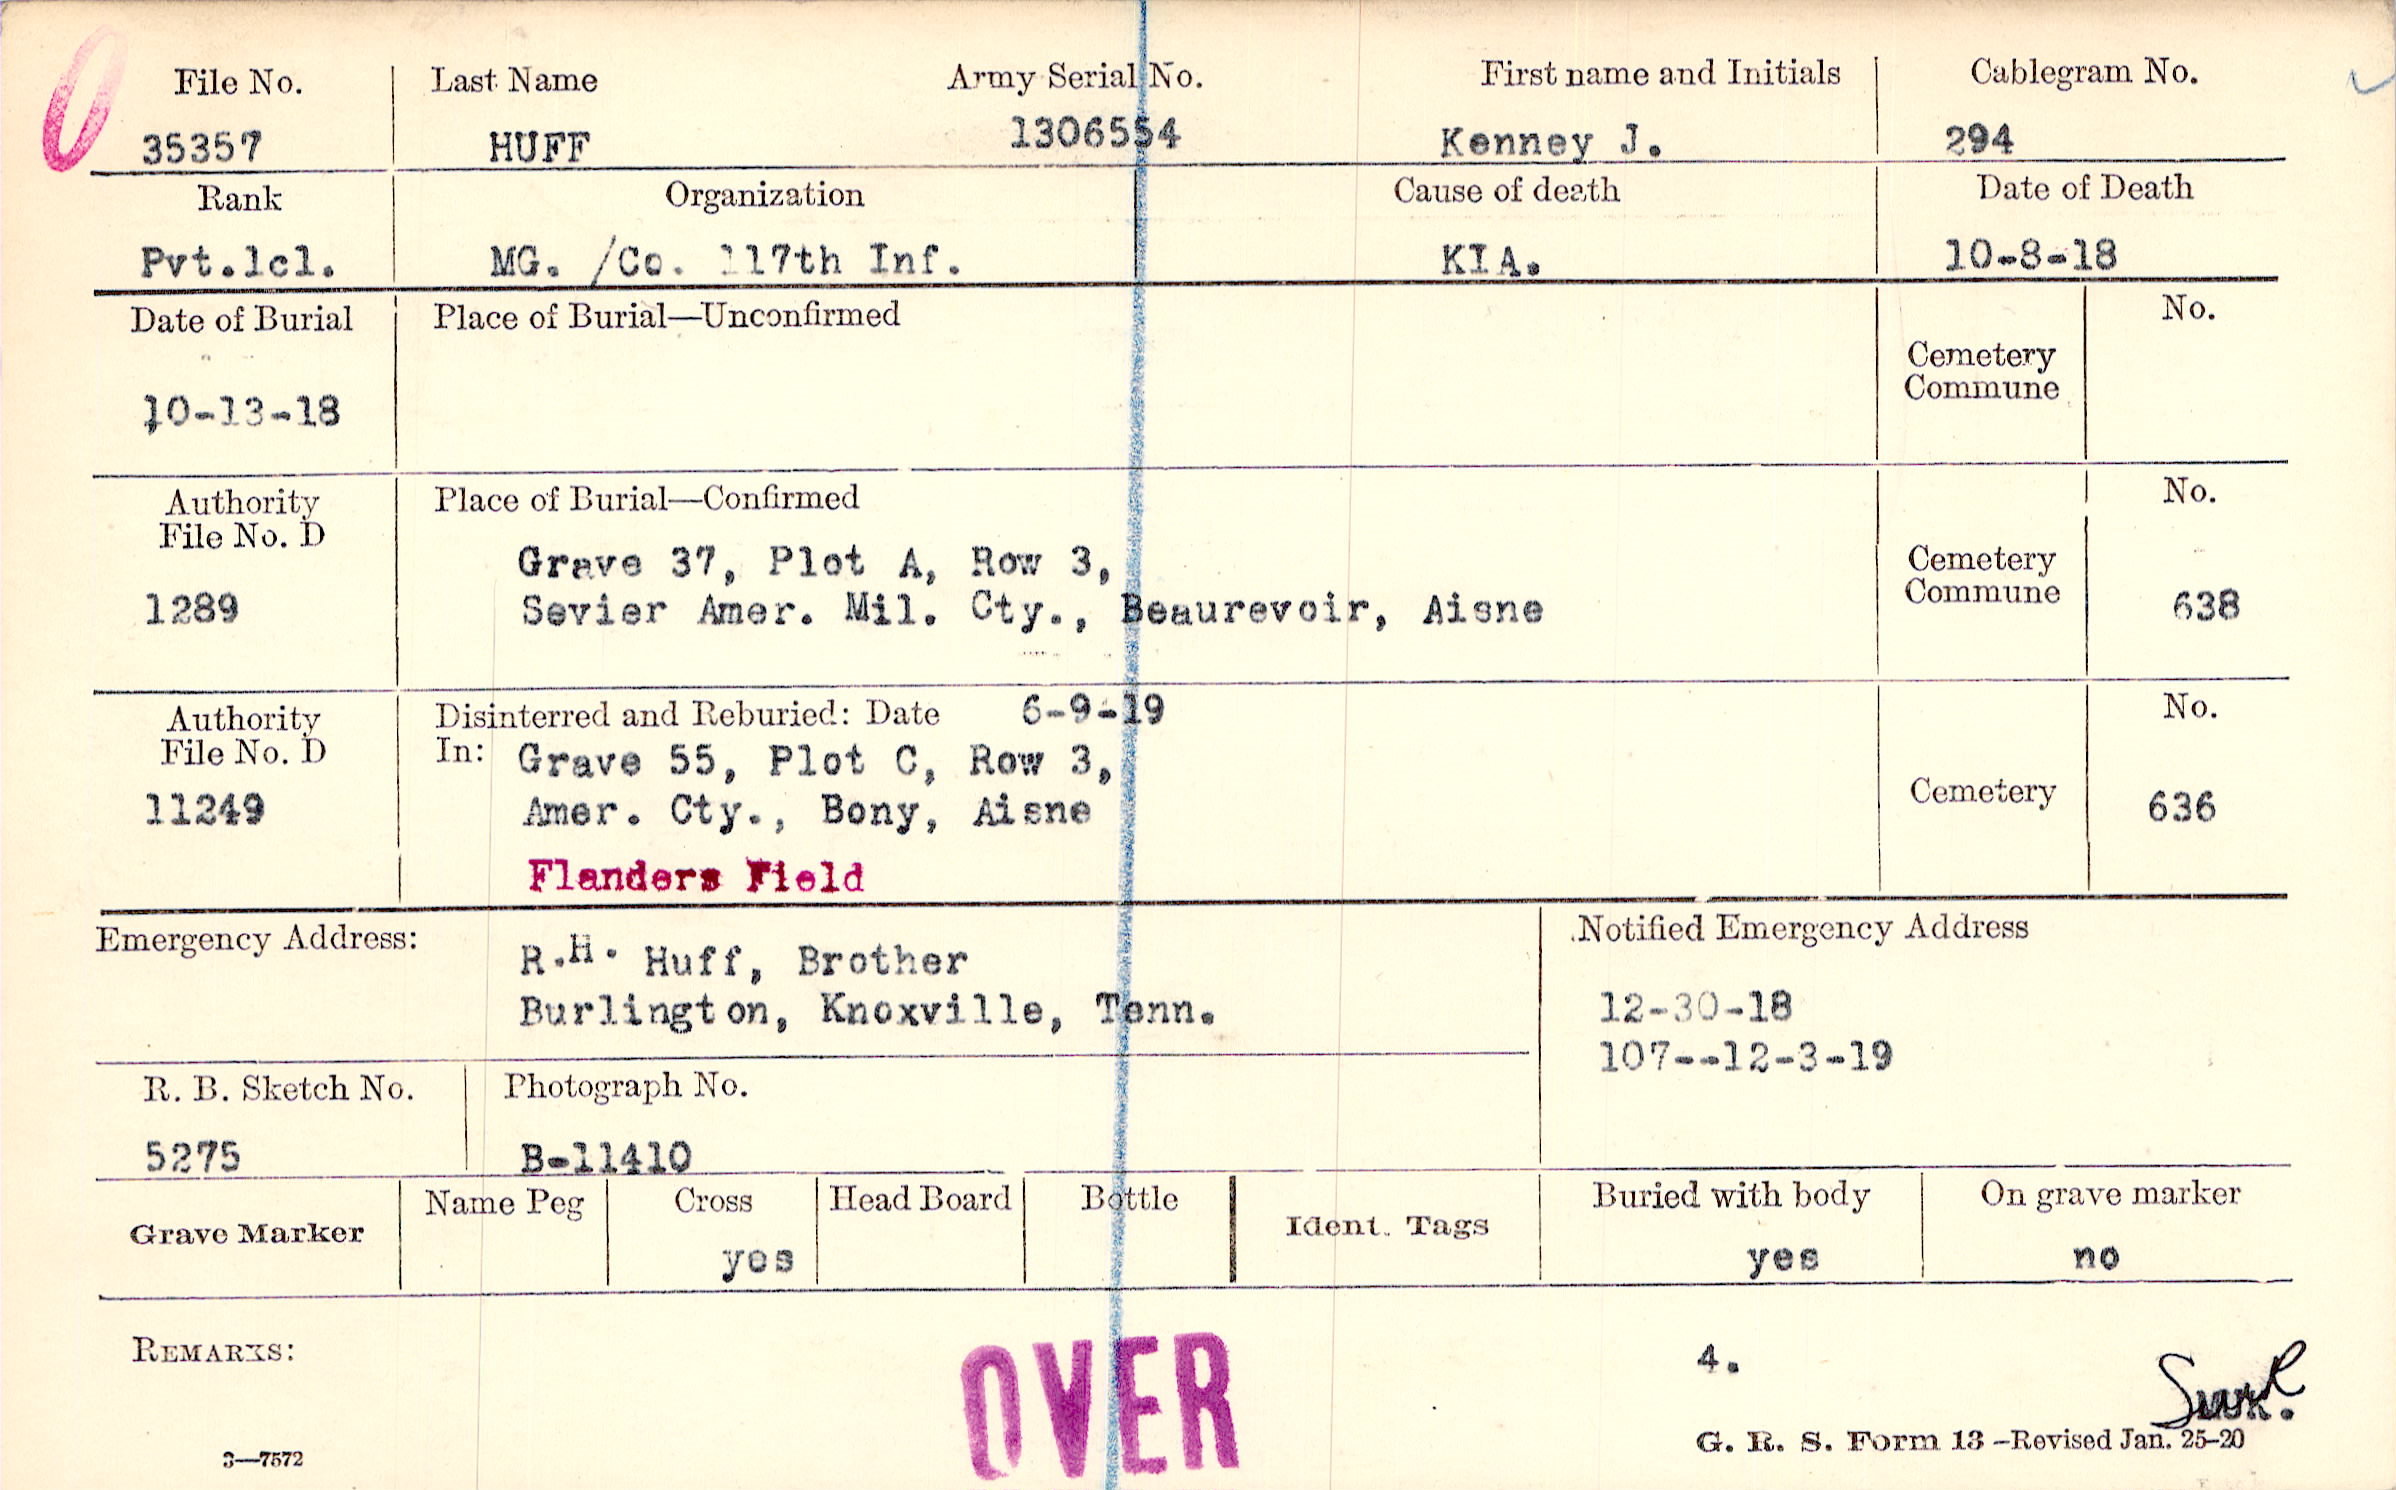 File No. Last Name Army Serial No. First name and Initials Cablegram No.
35357 HUFF 1306554 Kenney J. 294
Rank Organization Cause of death Date of Death
Pvt.1cl. MG. /Co. 117th Inf. KIA. 10-8-18
Date of Burial Place of Burial—Unconfirmed No.
Cemetery
Commune
10-13-18
Authority Place of Burial—Confirmed No.
File No. D
Grave 37, Plot A, Row 3, Cemetery
1289 Sevier Amer. Mil. Cty., Beaurevoir, Aisne Commune 638
Authority Disinterred and Reburied: Date 6-9-19 No.
File No. D In: Grave 55, Plot C, Row 3,
11249 Amer. Cty., Bony, Aisne Cemetery 636
Flanders Field
Emergency Address: Notified Emergency Address
R.H. Huff, Brother
Burlington, Knoxville, Tenn. 12-30-18
107--12-3-19
R. B. Sketch No. Photograph No.
5275 B-11410
Grave Marker Name Peg Cross Head Board Bottle Ident. Tags Buried with body On grave marker
yes yes no
REMARKS: 4.
OVER
3—7572 G. R. S. Form 13 –Revised Jan. 25–20